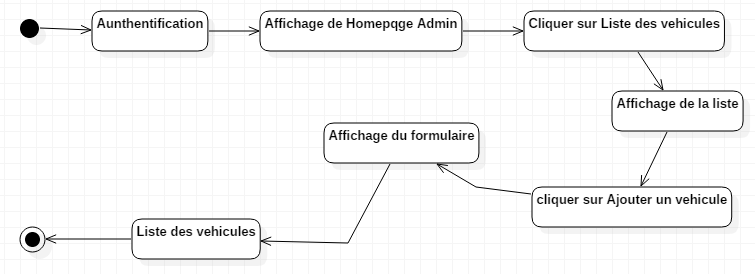 Aunthentification
Affichage de Homepqge Admin
Cliquer sur Liste des vehicules
Affichage de la liste
cliquer sur Ajouter un vehicule
Affichage du formulaire
Liste des vehicules